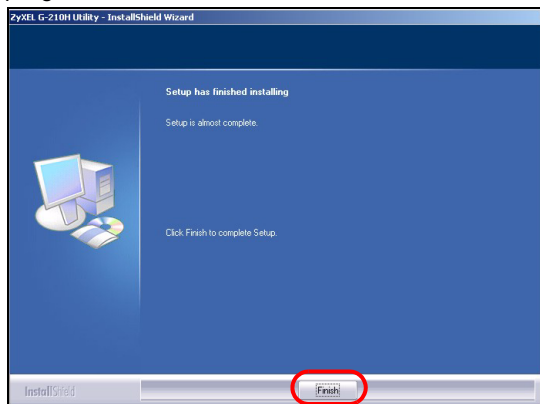 ZyXEL G-210H Utility - InstallShield Wizard
Setup has finished installing
Setup is almost complete.
Click Finish to complete Setup.
InstallShield
Finish